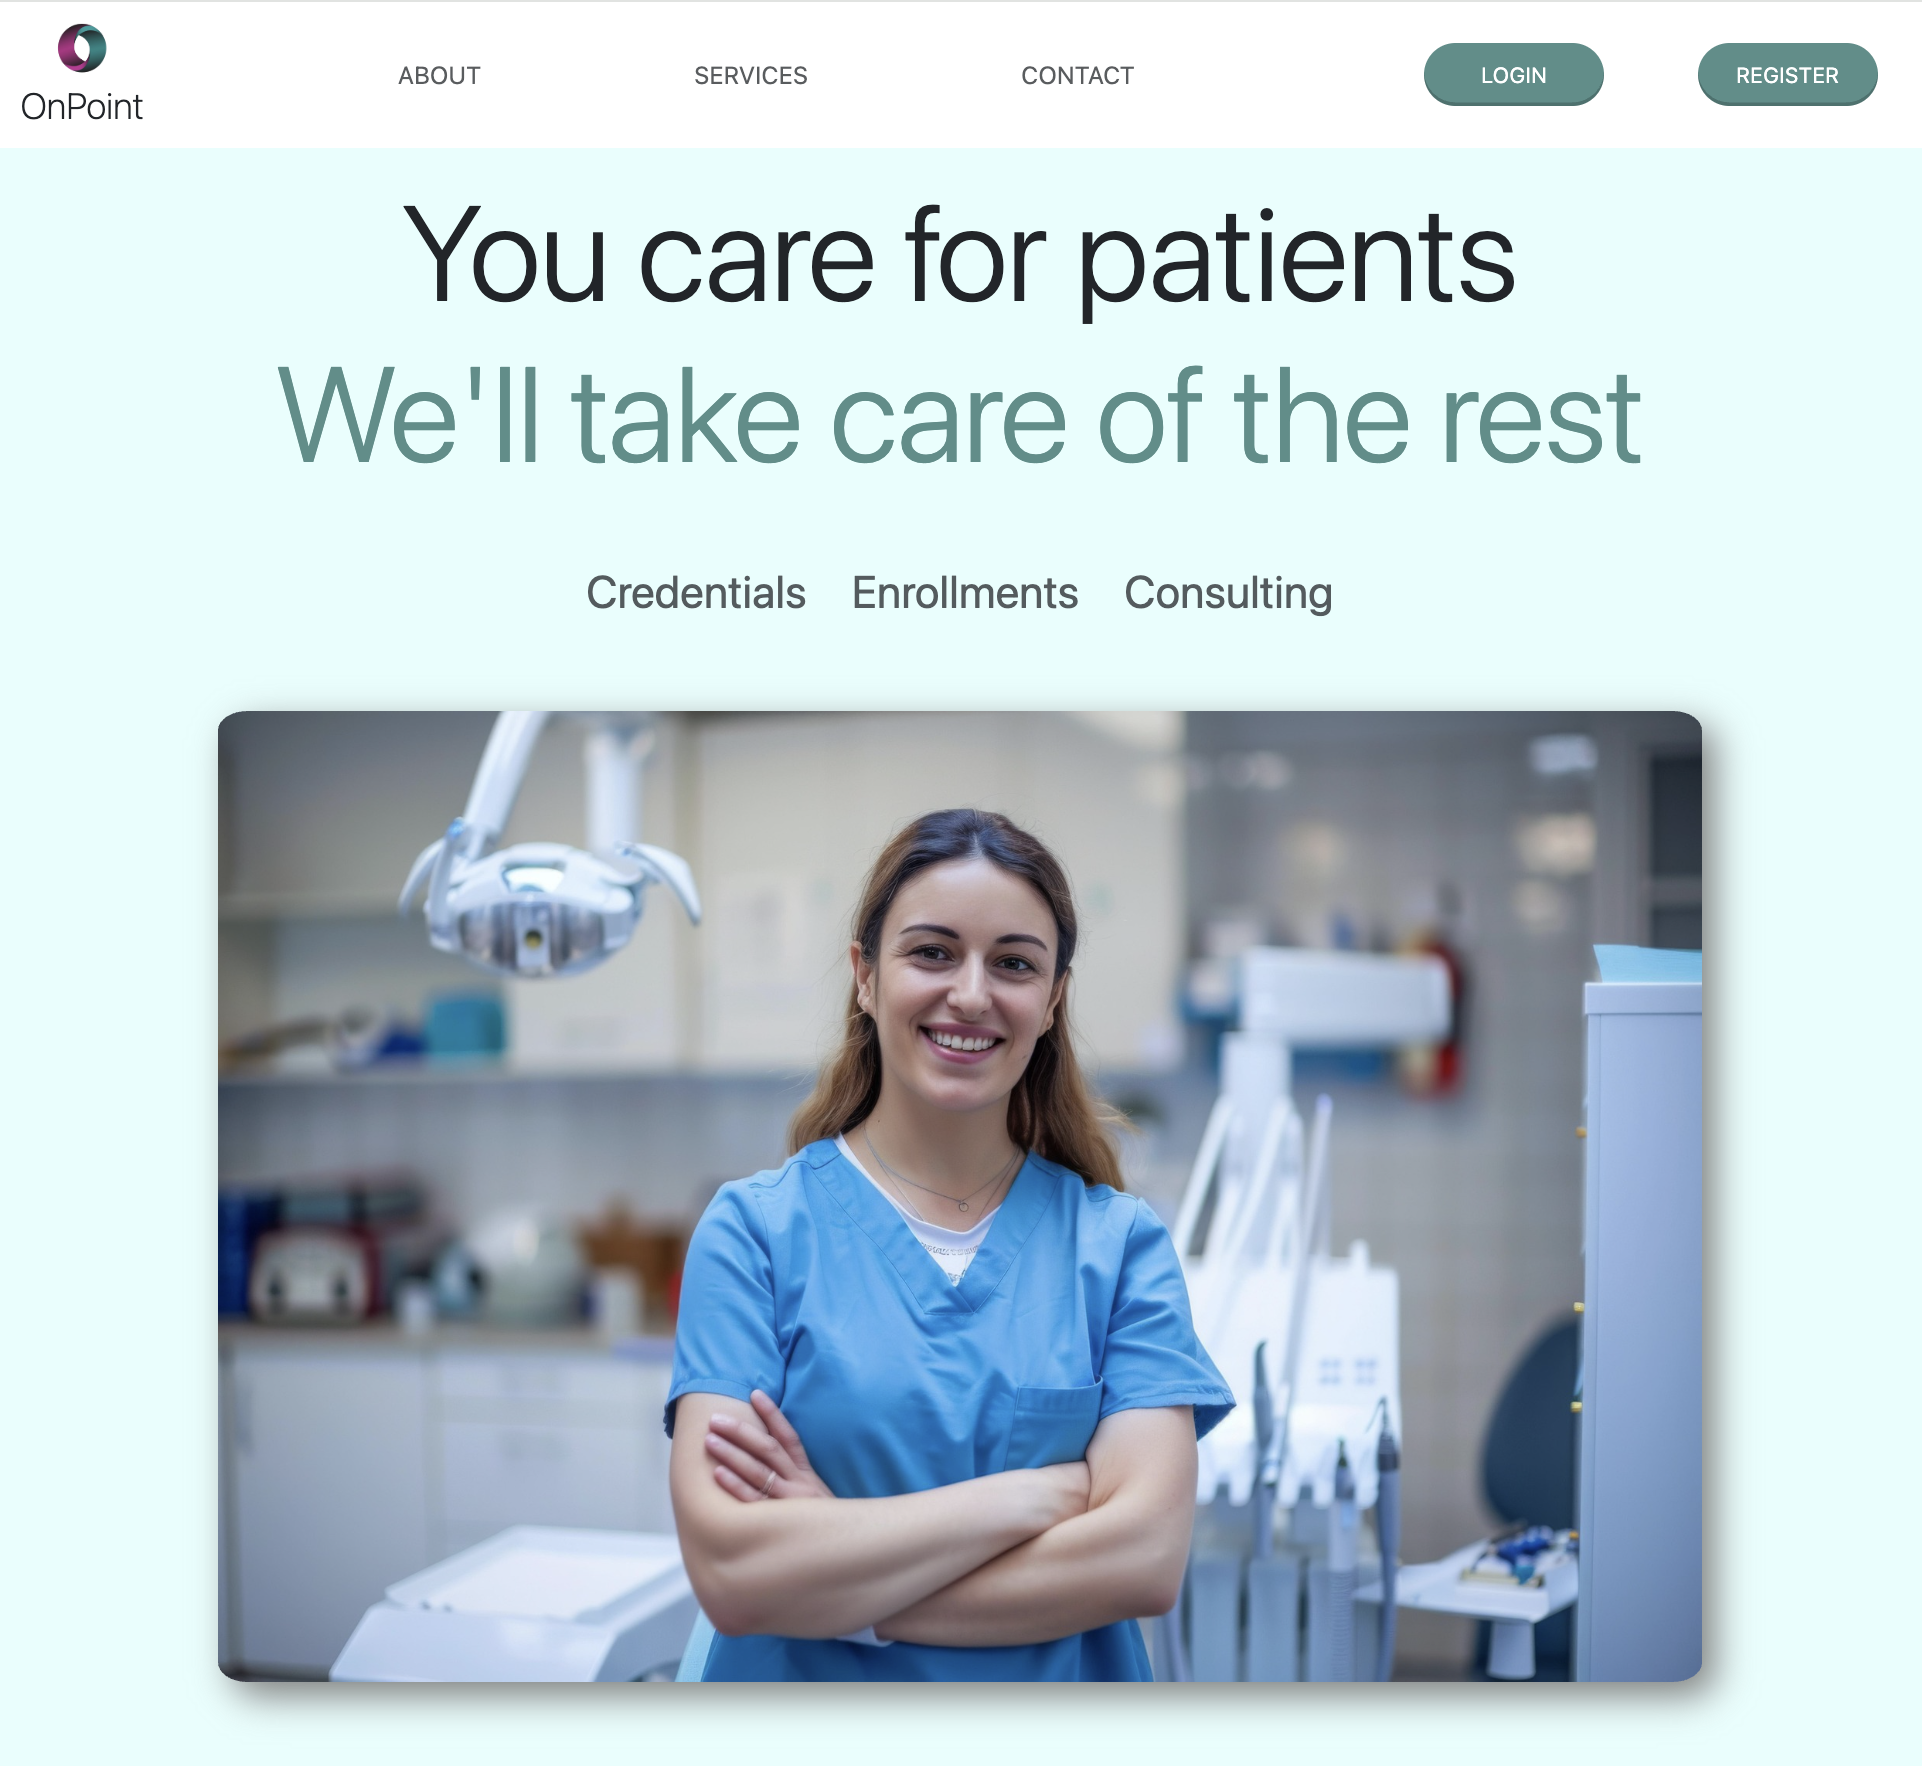 OnPoint
ABOUT SERVICES CONTACT LOGIN REGISTER
You care for patients
We'll take care of the rest
Credentials Enrollments Consulting